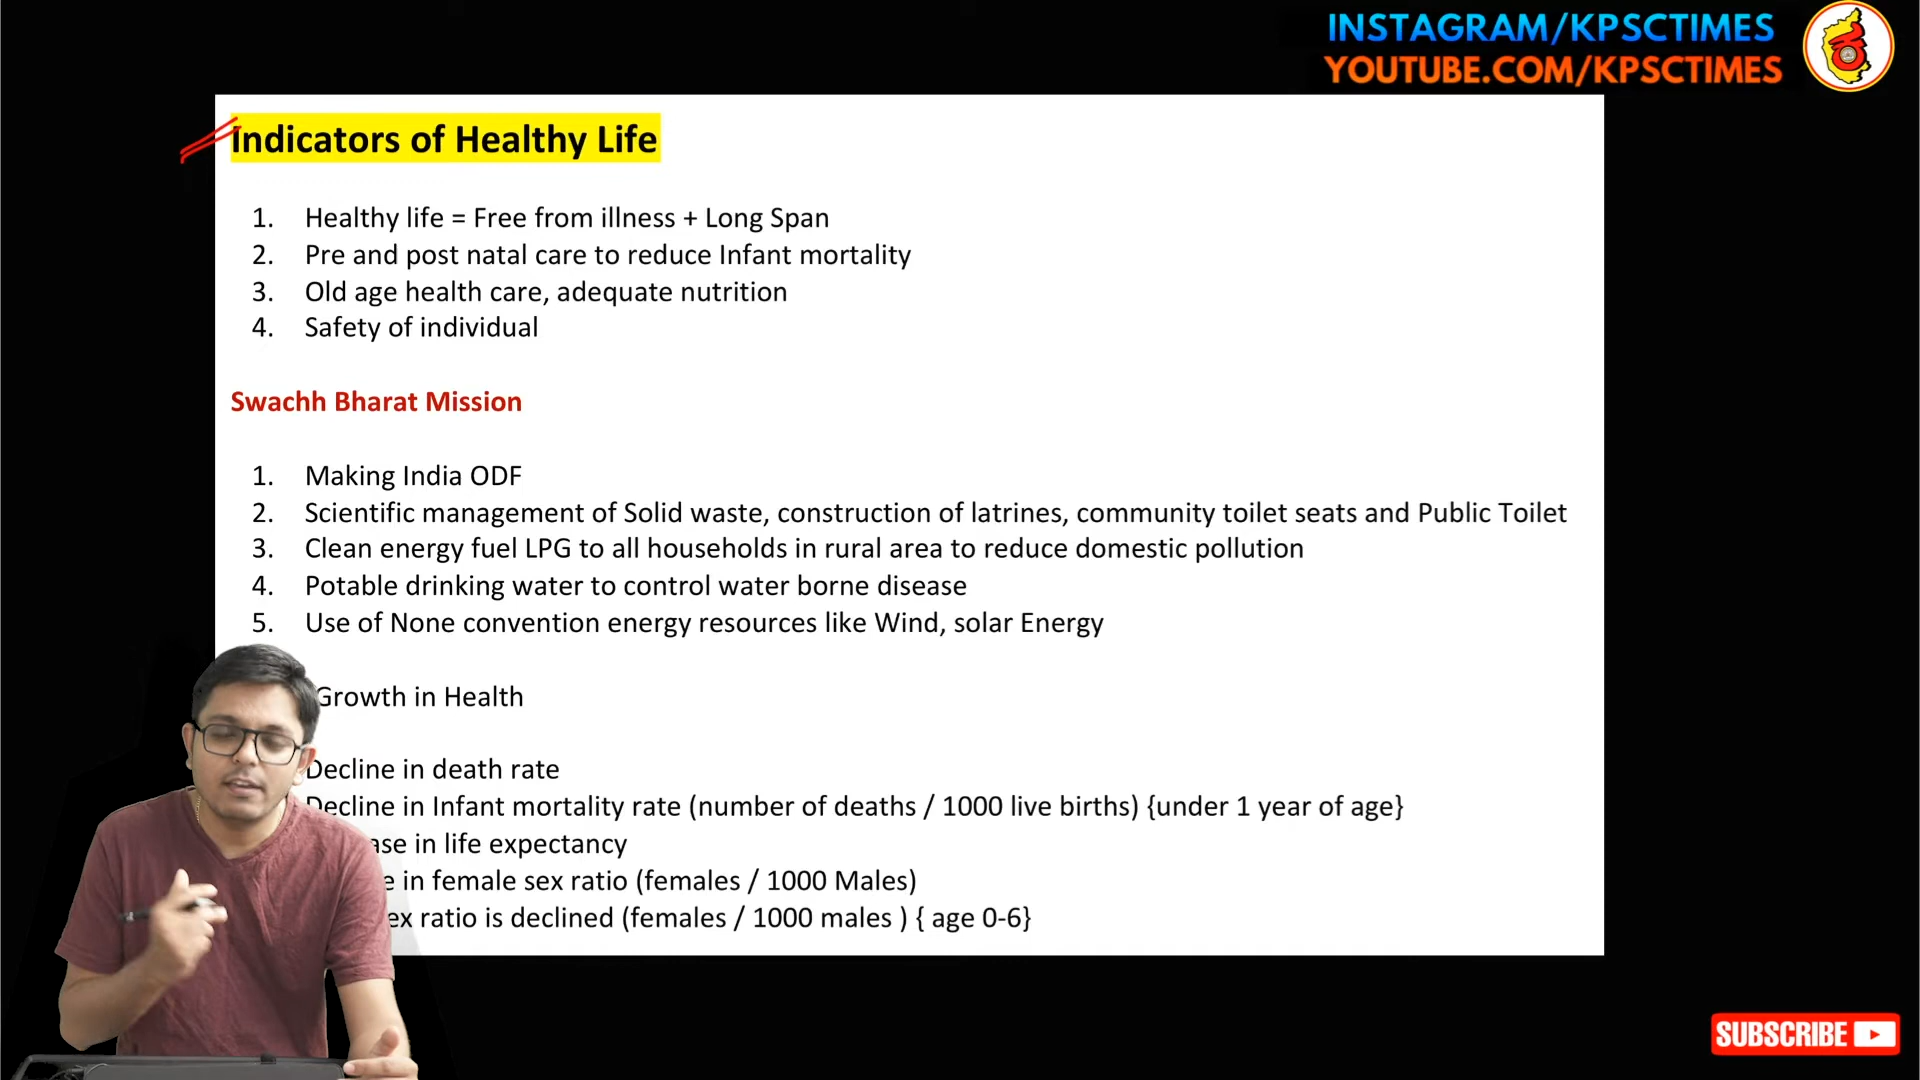 INSTAGRAM/KPSCTIMES
YOUTUBE.COM/KPSCTIMES
Indicators of Healthy Life
1. Healthy life = Free from illness + Long Span
2. Pre and post natal care to reduce Infant mortality
3. Old age health care, adequate nutrition
4. Safety of individual
Swachh Bharat Mission
1. Making India ODF
2. Scientific management of Solid waste, construction of latrines, community toilet seats and Public Toilet
3. Clean energy fuel LPG to all households in rural area to reduce domestic pollution
4. Potable drinking water to control water borne disease
5. Use of None convention energy resources like Wind, solar Energy
Growth in Health
Decline in death rate
Decline in Infant mortality rate (number of deaths / 1000 live births) {under 1 year of age}
in life expectancy
in female sex ratio (females / 1000 Males)
ratio is declined (females / 1000 males ) { age 0-6}
SUBSCRIBE